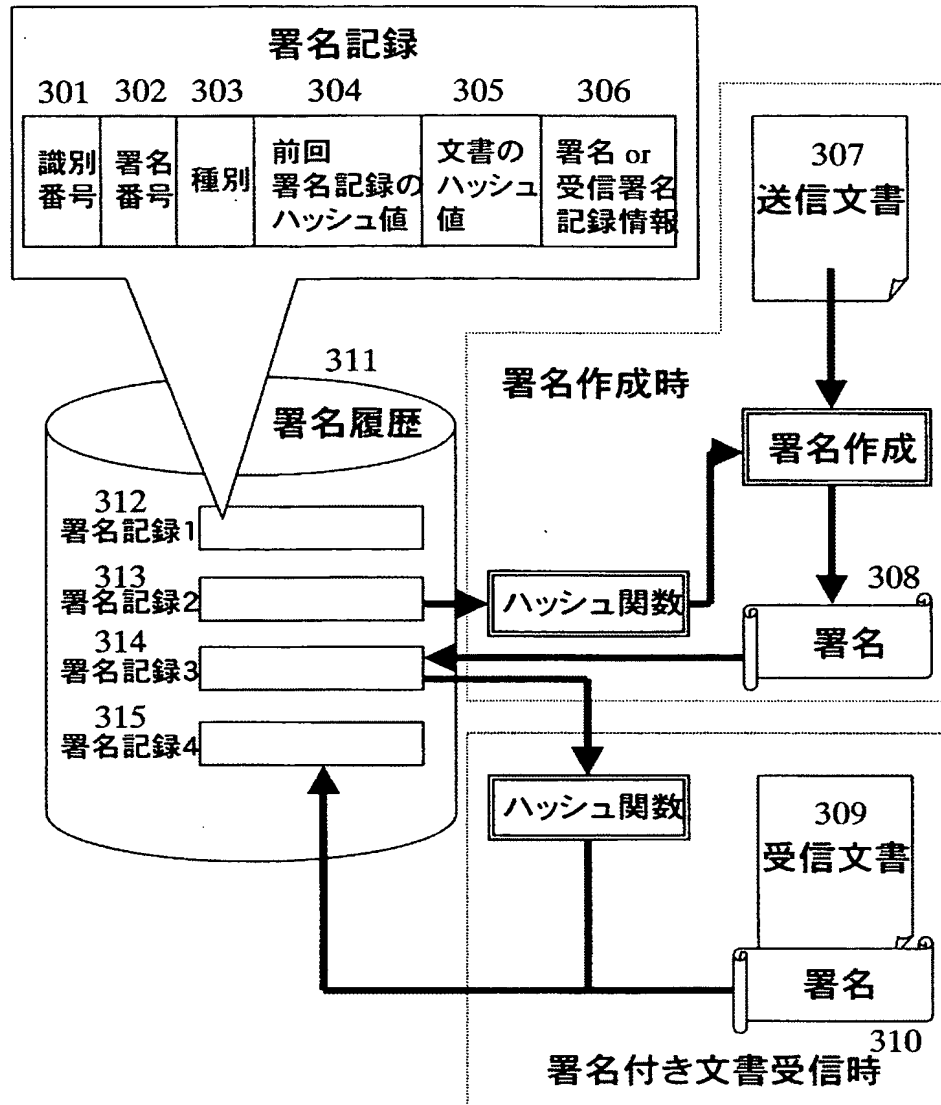 署名記録
301 302 303 304 305 306
識別
番号
署名
番号
種別
前回
署名記録の
ハッシュ値
文書の
ハッシュ
値
署名 or
受信署名
記録情報
307
送信文書
署名作成時
311
署名履歴
署名作成
312
署名記録1
313
署名記録2
ハッシュ関数
308
署名
314
署名記録3
315
署名記録4
ハッシュ関数
309
受信文書
署名
310
署名付き文書受信時